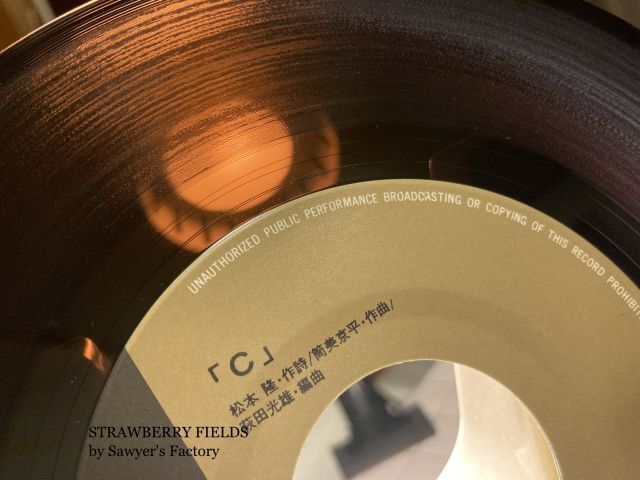 UNAUTHORIZED PUBLIC PERFORMANCE BROADCASTING OR COPYING OF THIS RECORD PROHIBI
「C」
松本 隆・作詩/筒美京平・作曲/
萩田光雄・編曲
STRAWBERRY FIELDS
by Sawyer's Factory